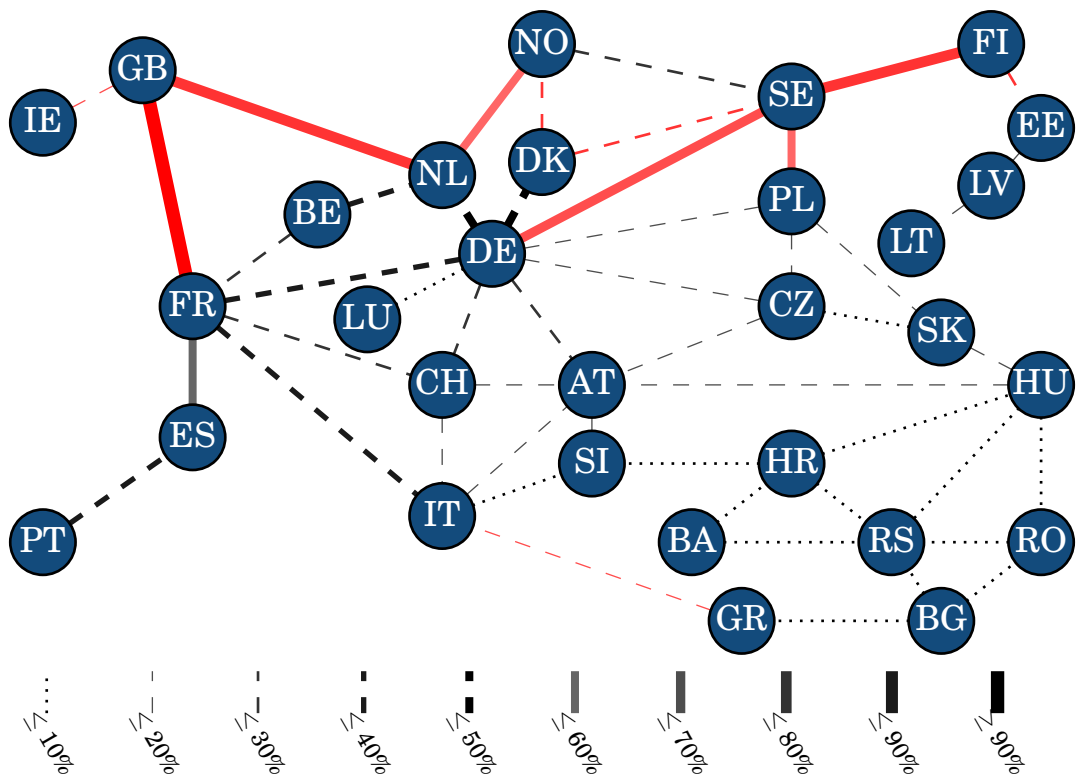 NO
FI
GB
SE
IE
EE
DK
NL
LV
PL
BE
LT
DE
FR
CZ
LU
SK
CH
AT
HU
ES
SI
HR
IT
PT
BA
RS
RO
GR
BG
≤ 10%
≤ 20%
≤ 30%
≤ 40%
≤ 50%
≤ 60%
≤ 70%
≤ 80%
≤ 90%
≥ 90%